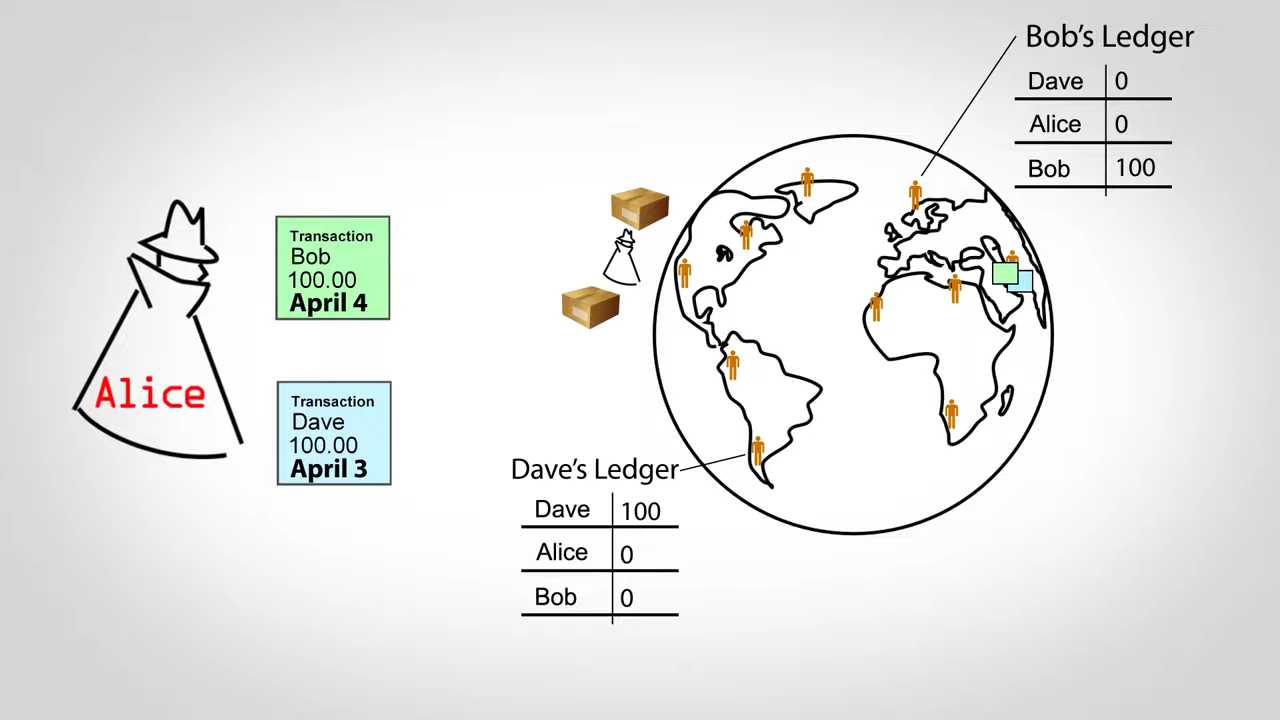 Bob's Ledger
Dave 0
Alice 0
Bob 100
Transaction
Bob
100.00
April 4
Alice
Transaction
Dave
100.00
April 3
Dave's Ledger
Dave 100
Alice 0
Bob 0